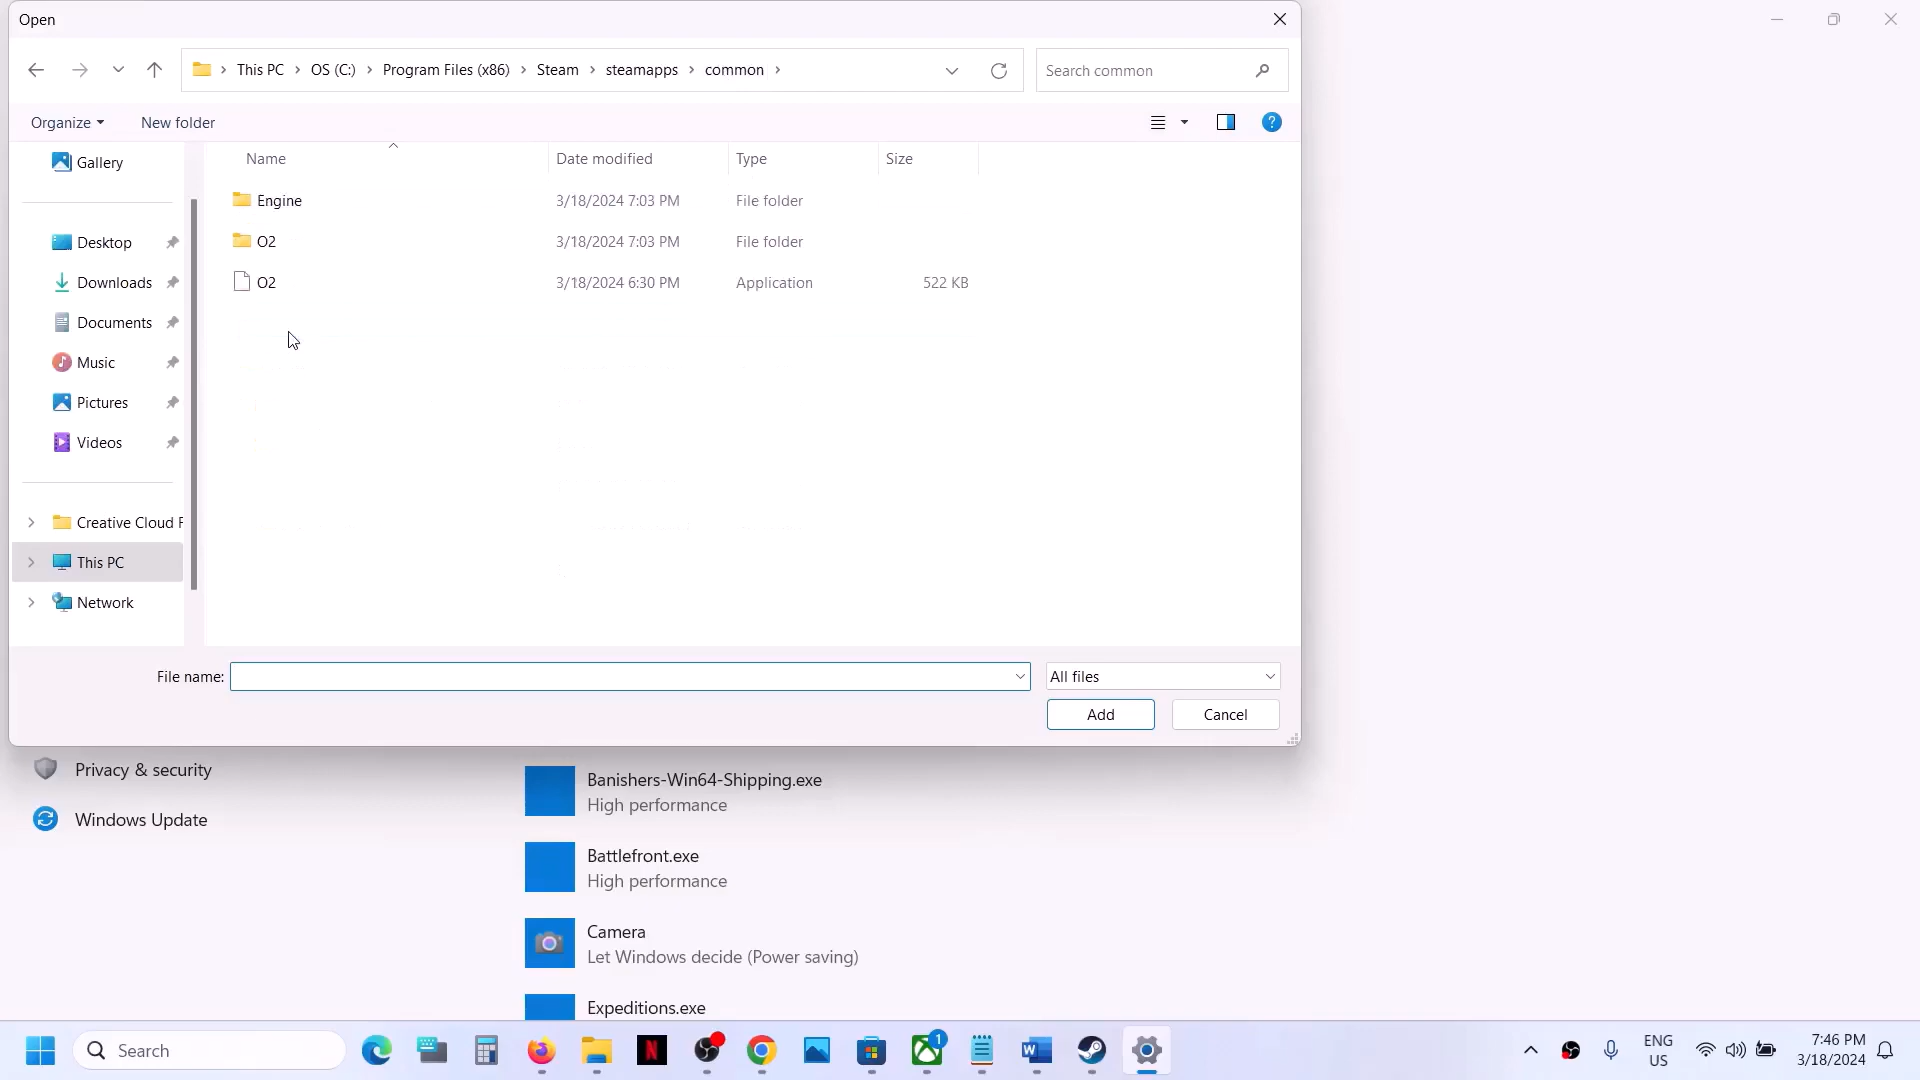 Open
This PC > OS (C:) > Program Files (x86) > Steam > steamapps > common >
Search common
Organize
New folder
Name
Date modified
Type
Size
Gallery
Desktop
Downloads
Documents
Music
Pictures
Videos
Creative Cloud F
This PC
Network
Engine 3/18/2024 7:03 PM File folder
O2 3/18/2024 7:03 PM File folder
O2 3/18/2024 6:30 PM Application 522 KB
File name:
All files
Add
Cancel
Privacy & security
Windows Update
Banishers-Win64-Shipping.exe
High performance
Battlefront.exe
High performance
Camera
Let Windows decide (Power saving)
Expeditions.exe
Search
1
ENG
US
7:46 PM
3/18/2024